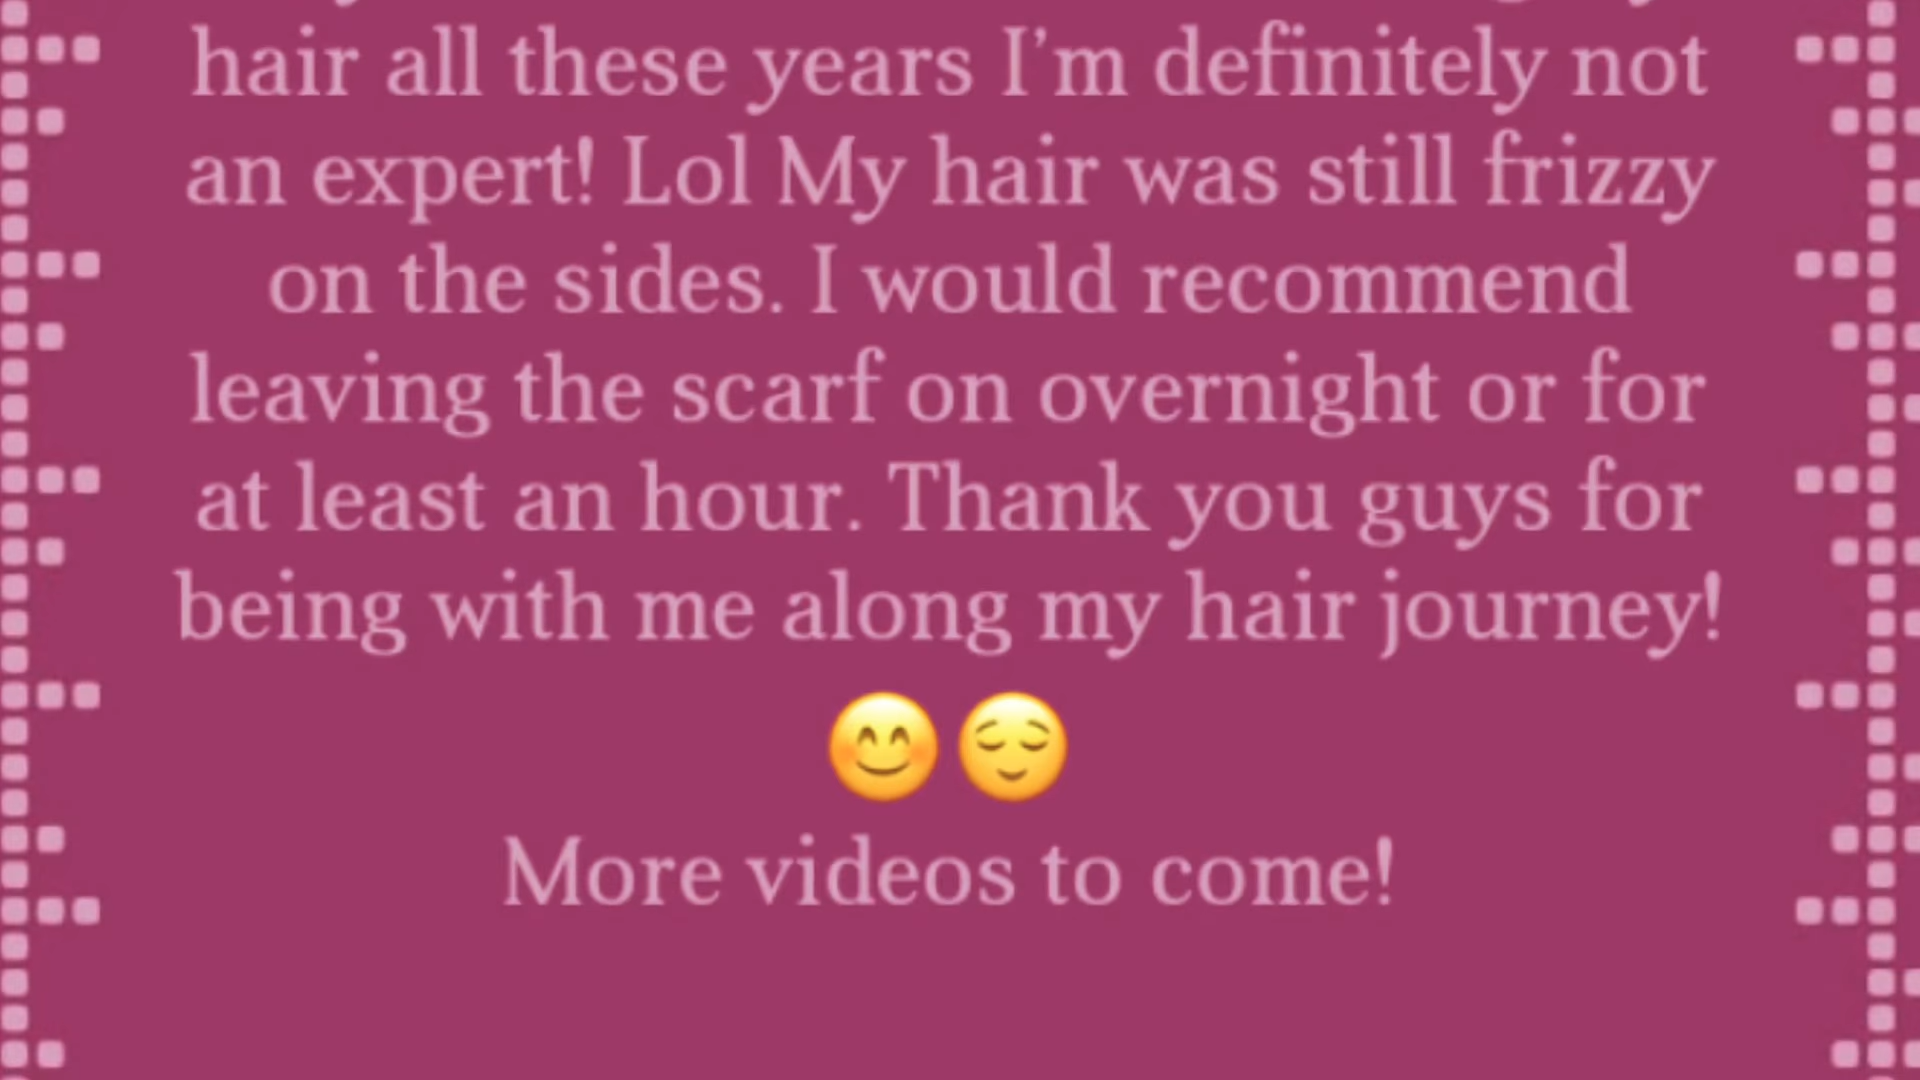 hair all these years I’m definitely not
an expert! Lol My hair was still frizzy
on the sides. I would recommend
leaving the scarf on overnight or for
at least an hour. Thank you guys for
being with me along my hair journey!
😊😌
More videos to come!